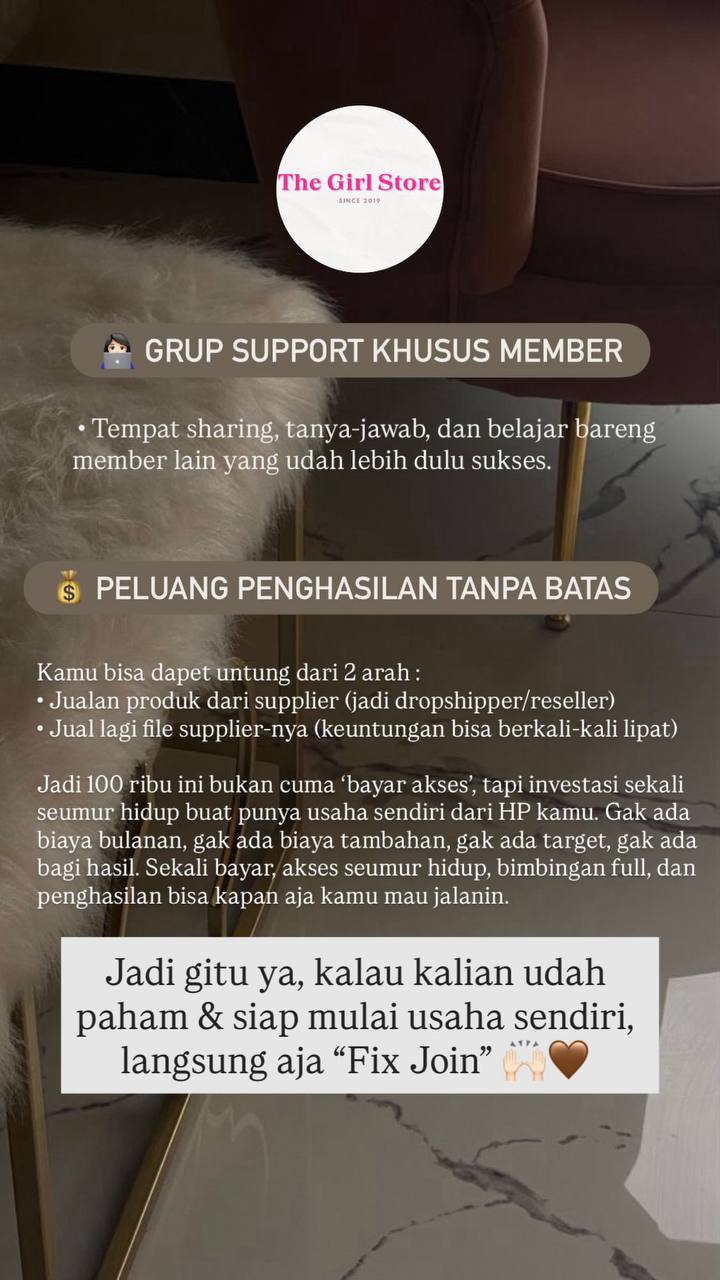 The Girl Store
SINCE 2019
👩🏻‍💻 GRUP SUPPORT KHUSUS MEMBER
• Tempat sharing, tanya-jawab, dan belajar bareng
member lain yang udah lebih dulu sukses.
💰 PELUANG PENGHASILAN TANPA BATAS
Kamu bisa dapet untung dari 2 arah :
• Jualan produk dari supplier (jadi dropshipper/reseller)
• Jual lagi file supplier-nya (keuntungan bisa berkali-kali lipat)
Jadi 100 ribu ini bukan cuma ‘bayar akses’, tapi investasi sekali
seumur hidup buat punya usaha sendiri dari HP kamu. Gak ada
biaya bulanan, gak ada biaya tambahan, gak ada target, gak ada
bagi hasil. Sekali bayar, akses seumur hidup, bimbingan full, dan
penghasilan bisa kapan aja kamu mau jalanin.
Jadi gitu ya, kalau kalian udah
paham & siap mulai usaha sendiri,
langsung aja “Fix Join” 🙌🏻🤎